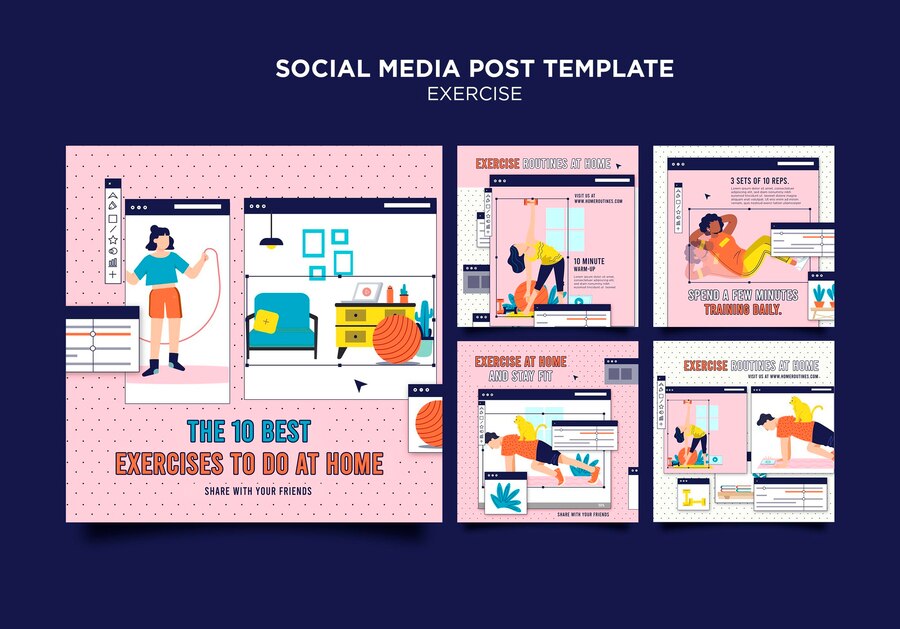 SOCIAL MEDIA POST TEMPLATE
EXERCISE
THE 10 BEST
EXERCISES TO DO AT HOME
SHARE WITH YOUR FRIENDS
EXERCISE ROUTINES AT HOME
VISIT US AT
WWW.HOMEROUTINES.COM
10 MINUTE
WARM-UP
3 SETS OF 10 REPS.
SPEND A FEW MINUTES
TRAINING DAILY.
EXERCISE AT HOME
AND STAY FIT
SHARE WITH YOUR FRIENDS
EXERCISE ROUTINES AT HOME
VISIT US AT WWW.HOMEROUTINES.COM